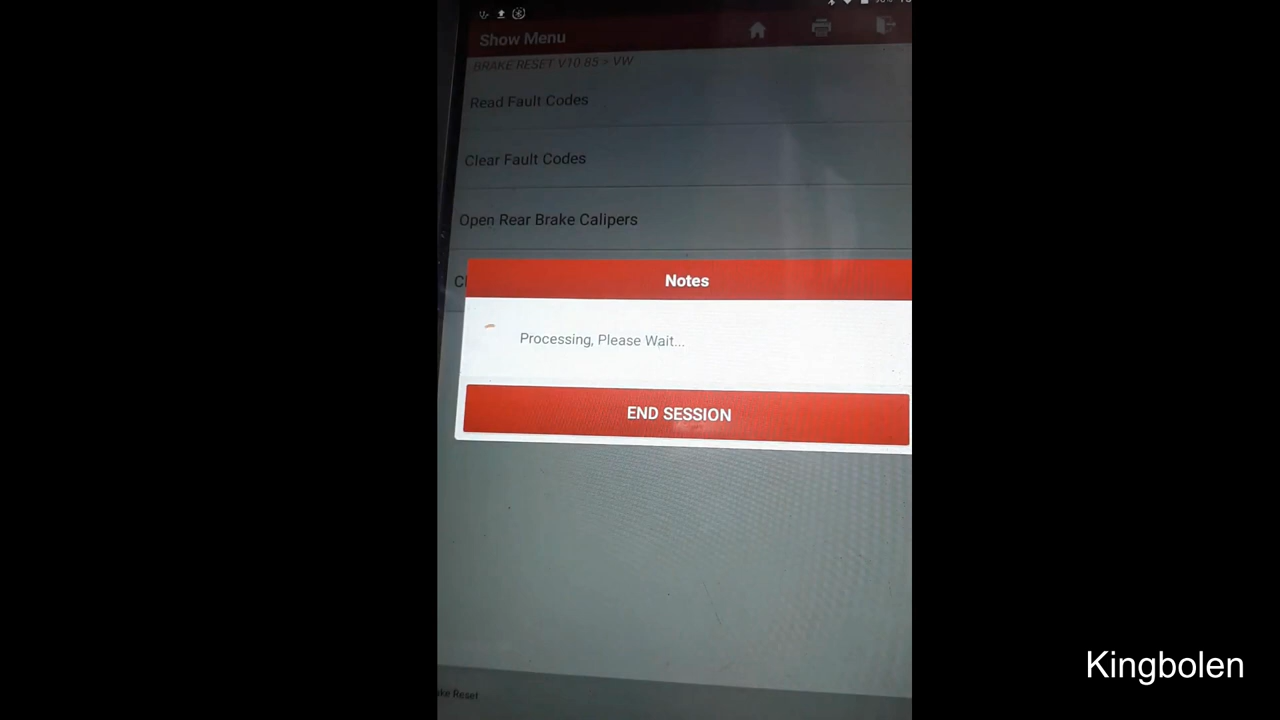 Show Menu
BRAKE RESET V10.85 > VW
Read Fault Codes
Clear Fault Codes
Open Rear Brake Calipers
Notes
Processing, Please Wait...
END SESSION
Reset
Kingbolen